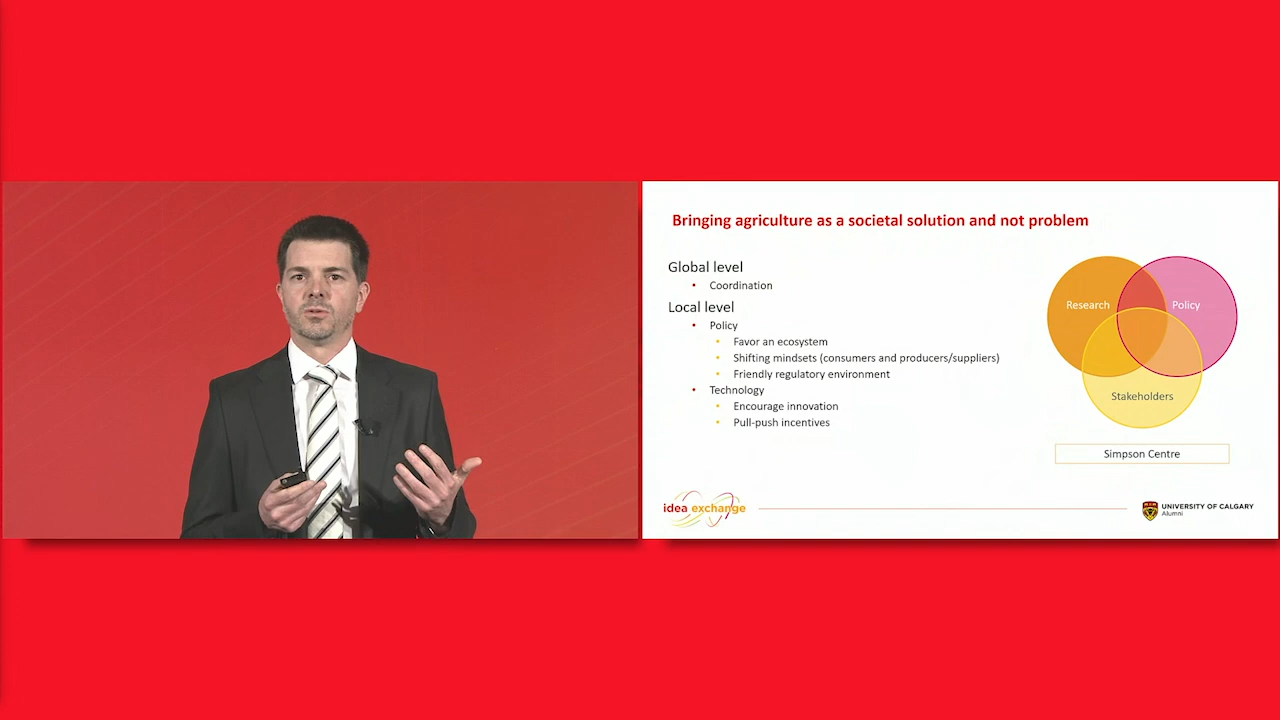 Bringing agriculture as a societal solution and not problem
Global level
• Coordination
Local level
• Policy
• Favor an ecosystem
• Shifting mindsets (consumers and producers/suppliers)
• Friendly regulatory environment
• Technology
• Encourage innovation
• Pull-push incentives
Research
Policy
Stakeholders
Simpson Centre
idea exchange
UNIVERSITY OF CALGARY
Alumni